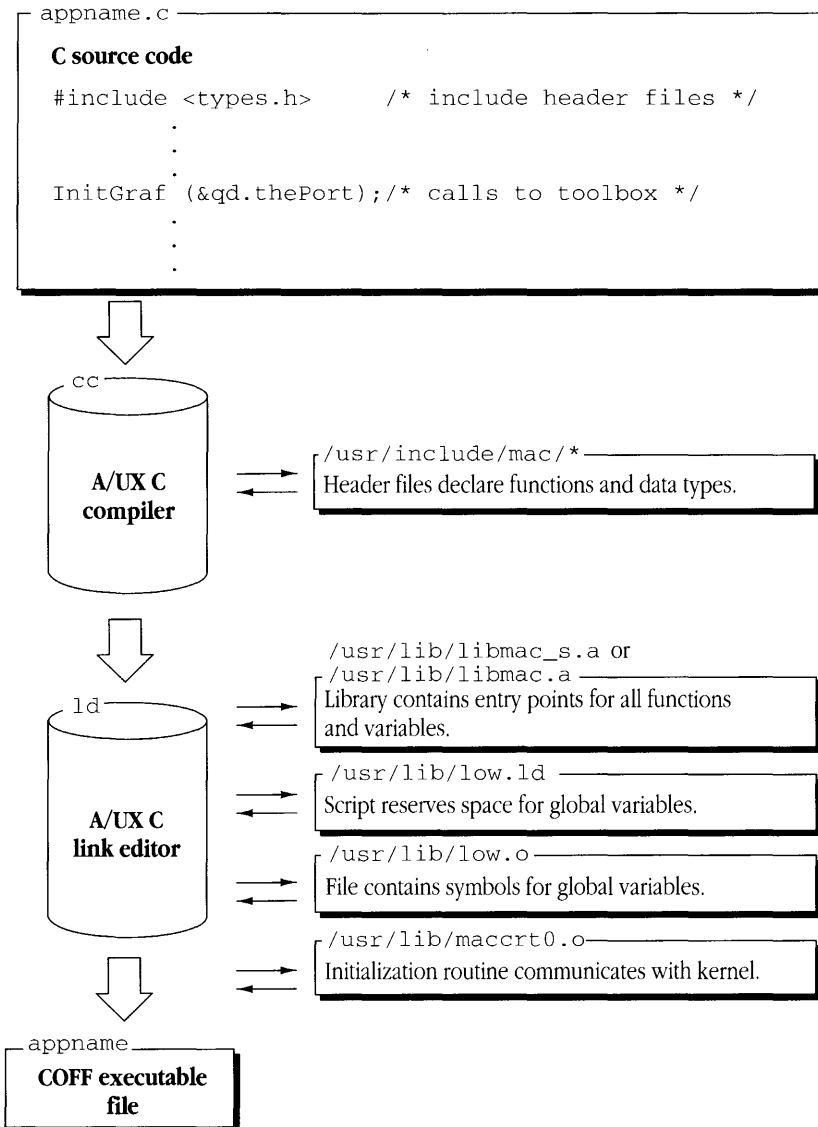 appname.c
C source code
#include <types.h> /* include header files */
.
.
.
InitGraf (&qd.thePort);/* calls to toolbox */
.
.
.
cc
A/UX C
compiler
/usr/include/mac/*
Header files declare functions and data types.
ld
A/UX C
link editor
/usr/lib/libmac_s.a or
/usr/lib/libmac.a
Library contains entry points for all functions
and variables.
/usr/lib/low.ld
Script reserves space for global variables.
/usr/lib/low.o
File contains symbols for global variables.
/usr/lib/maccrt0.o
Initialization routine communicates with kernel.
appname
COFF executable
file